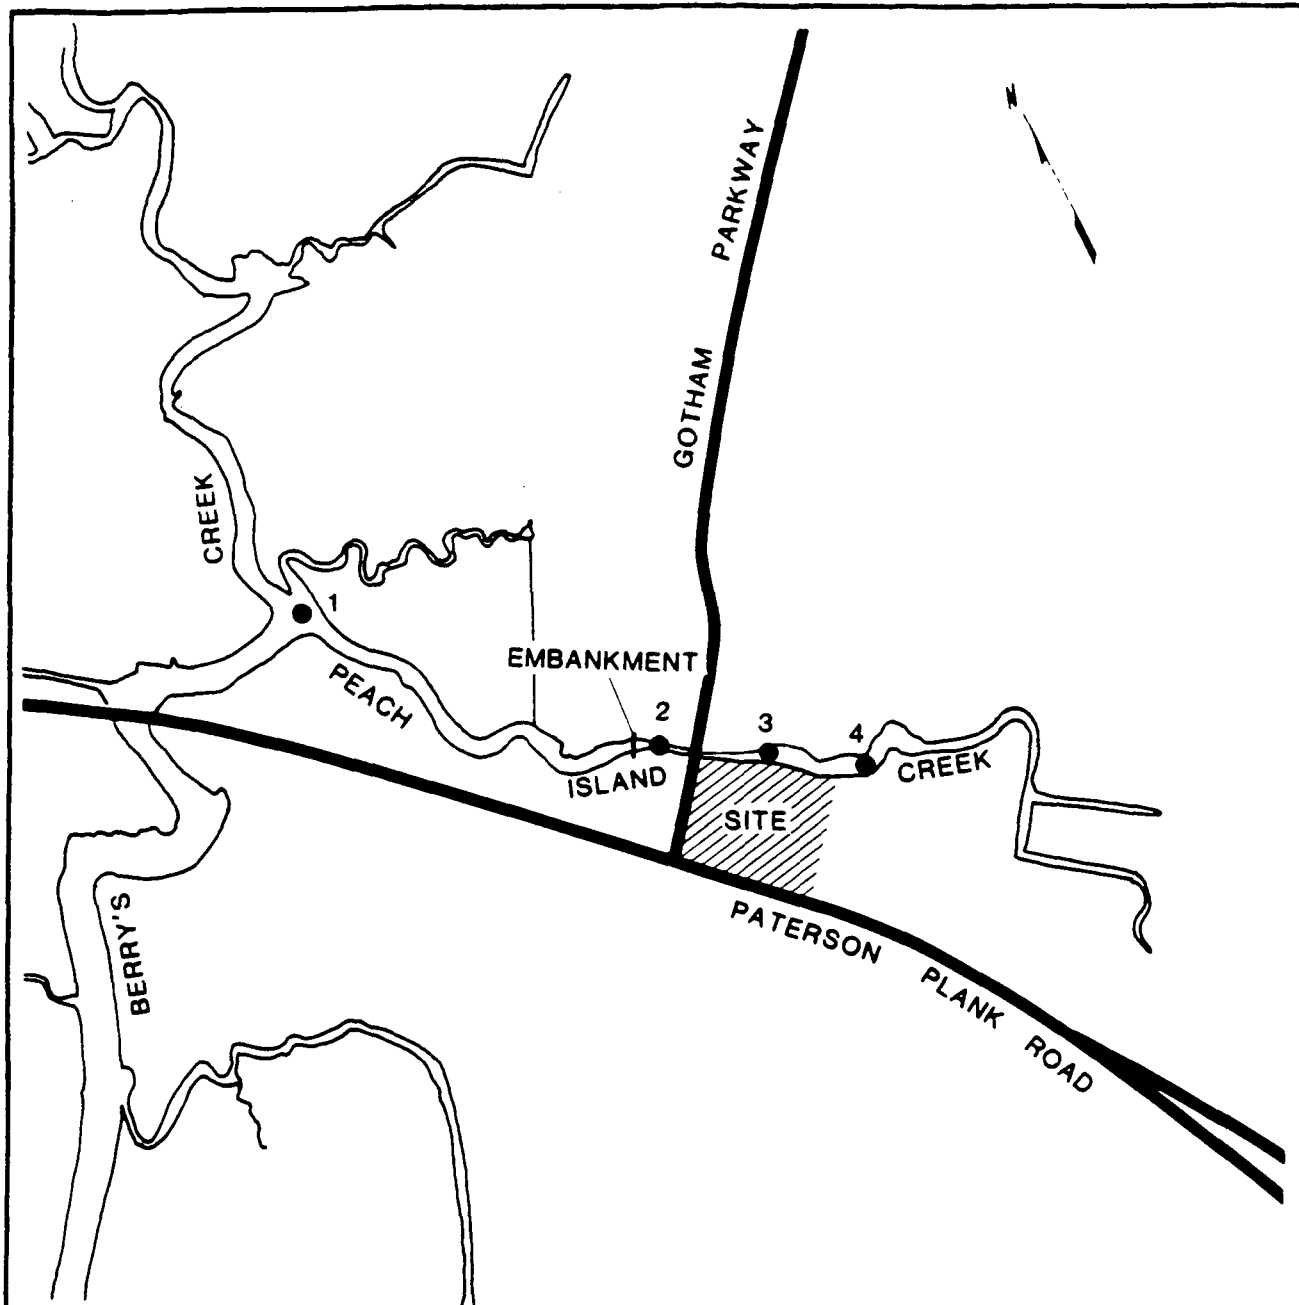 N
GOTHAM PARKWAY
CREEK
1
PEACH ISLAND CREEK
EMBANKMENT
2
3
4
SITE
BERRY'S
PATERSON PLANK ROAD